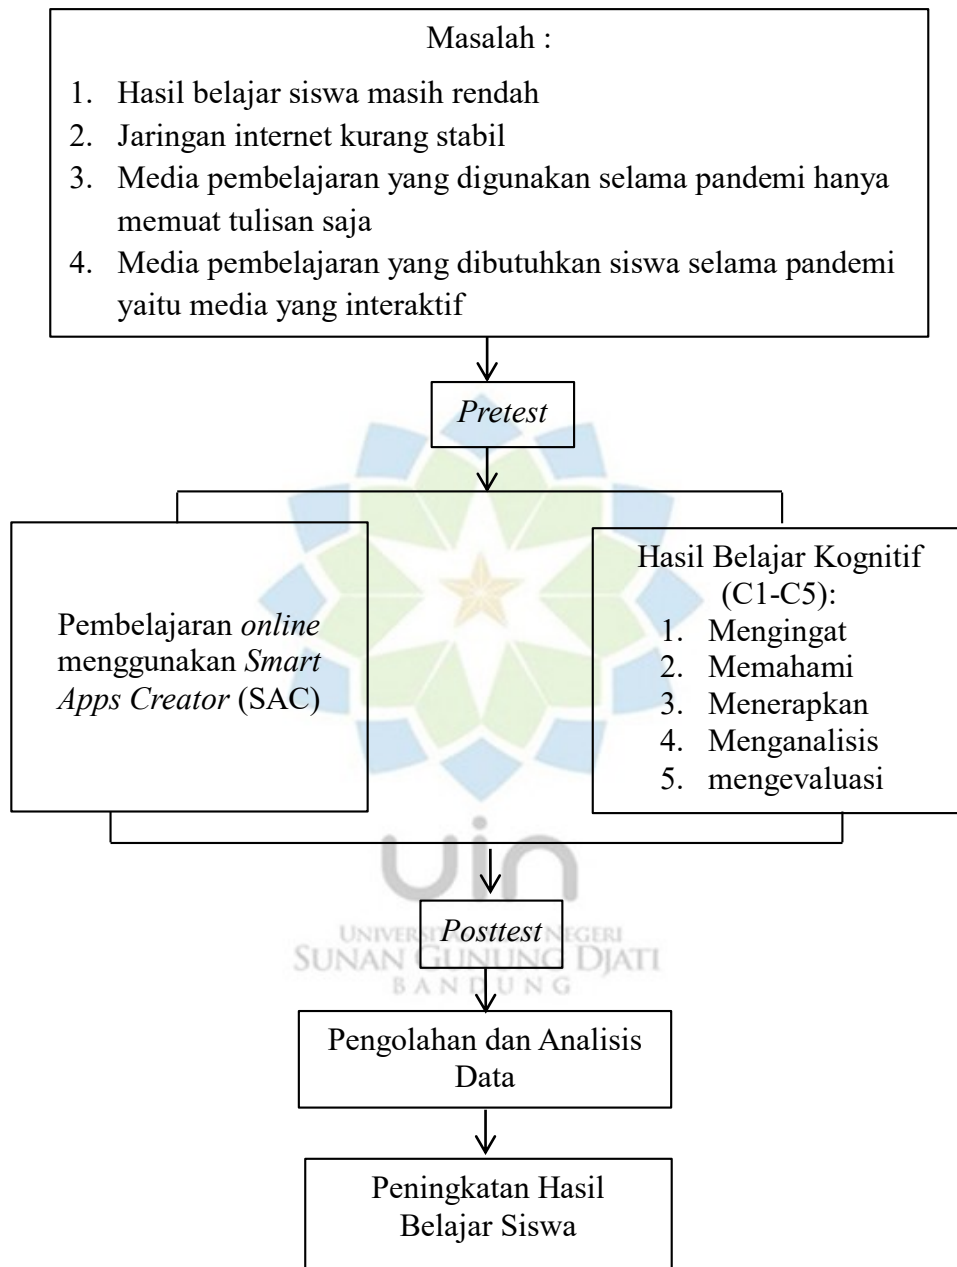 Masalah :
1. Hasil belajar siswa masih rendah
2. Jaringan internet kurang stabil
3. Media pembelajaran yang digunakan selama pandemi hanya
memuat tulisan saja
4. Media pembelajaran yang dibutuhkan siswa selama pandemi
yaitu media yang interaktif
Pretest
Pembelajaran online
menggunakan Smart
Apps Creator (SAC)
Hasil Belajar Kognitif
(C1-C5):
1. Mengingat
2. Memahami
3. Menerapkan
4. Menganalisis
5. mengevaluasi
uin
Posttest
SUNAN GUNUNG DJATI
BANDUNG
Pengolahan dan Analisis
Data
Peningkatan Hasil
Belajar Siswa